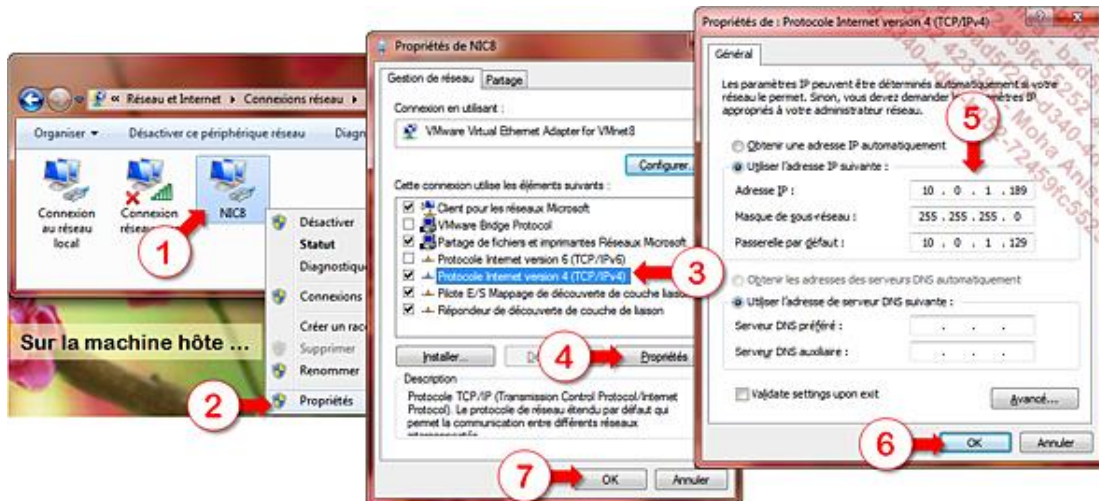 « Réseau et Internet ▸ Connexions réseau ▸
Organiser ▾ Désactiver ce périphérique réseau Diagn
Connexion
au réseau
local
Connexion
NIC8
1
Désactiver
Statut
Diagnostique
Connexions
Créer un rac
Supprimer
Renommer
Propriétés
2
Sur la machine hôte ...
Propriétés de NIC8
Gestion de réseau Partage
Connexion en utilisant :
VMware Virtual Ethernet Adapter for VMnet8
Configurer...
Cette connexion utilise les éléments suivants :
Client pour les réseaux Microsoft
VMware Bridge Protocol
Partage de fichiers et imprimantes Réseaux Microsoft
Protocole Internet version 6 (TCP/IPv6)
Protocole Internet version 4 (TCP/IPv4)
Pilote E/S Mappage de découverte de couche liaison
Répondeur de découverte de couche de liaison
3
Installer... Propriétés
4
Description
Protocole TCP/IP (Transmission Control Protocol/Internet
Protocol). Le protocole de réseau étendu par défaut qui
permet la communication entre différents réseaux
OK Annuler
7
Propriétés de : Protocole Internet version 4 (TCP/IPv4)
Général
Les paramètres IP peuvent être déterminés automatiquement si votre
réseau le permet. Sinon, vous devez demander les paramètres IP
appropriés à votre administrateur réseau.
5
Obtenir une adresse IP automatiquement
Utiliser l'adresse IP suivante :
Adresse IP : 10 . 0 . 1 . 189
Masque de sous-réseau : 255 . 255 . 255 . 0
Passerelle par défaut : 10 . 0 . 1 . 129
Obtenir les adresses des serveurs DNS automatiquement
Utiliser l'adresse de serveur DNS suivante :
Serveur DNS préféré : . . .
Serveur DNS auxiliaire : . . .
Validate settings upon exit
Avancé...
6
OK Annuler